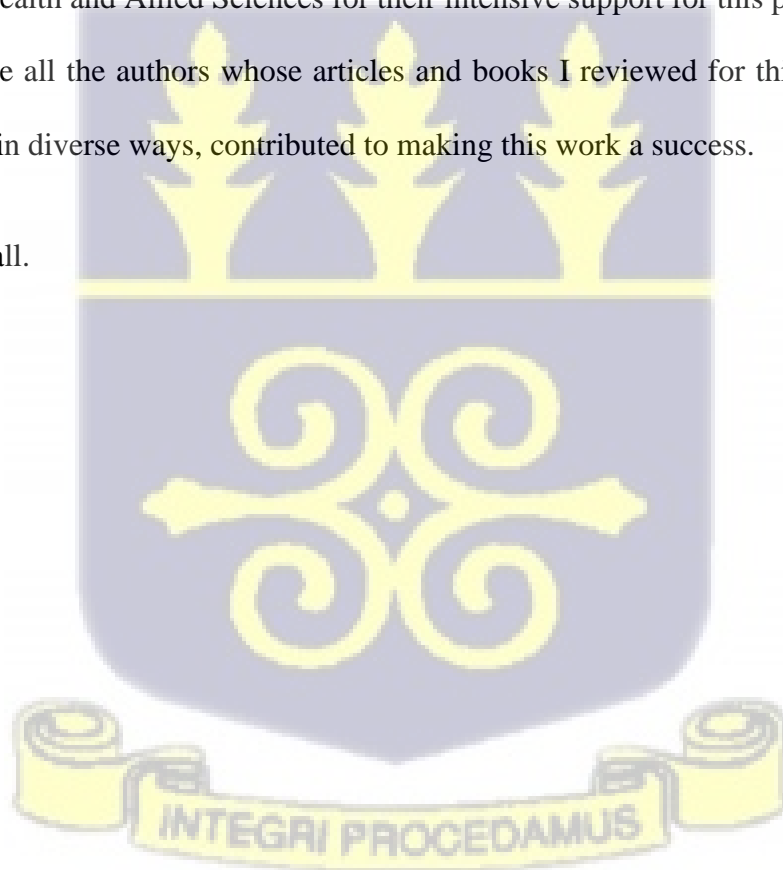 ealth and Allied Sciences for their intensive support for this p
e all the authors whose articles and books I reviewed for th
in diverse ways, contributed to making this work a success.
all.
INTEGRI PROCEDAMUS